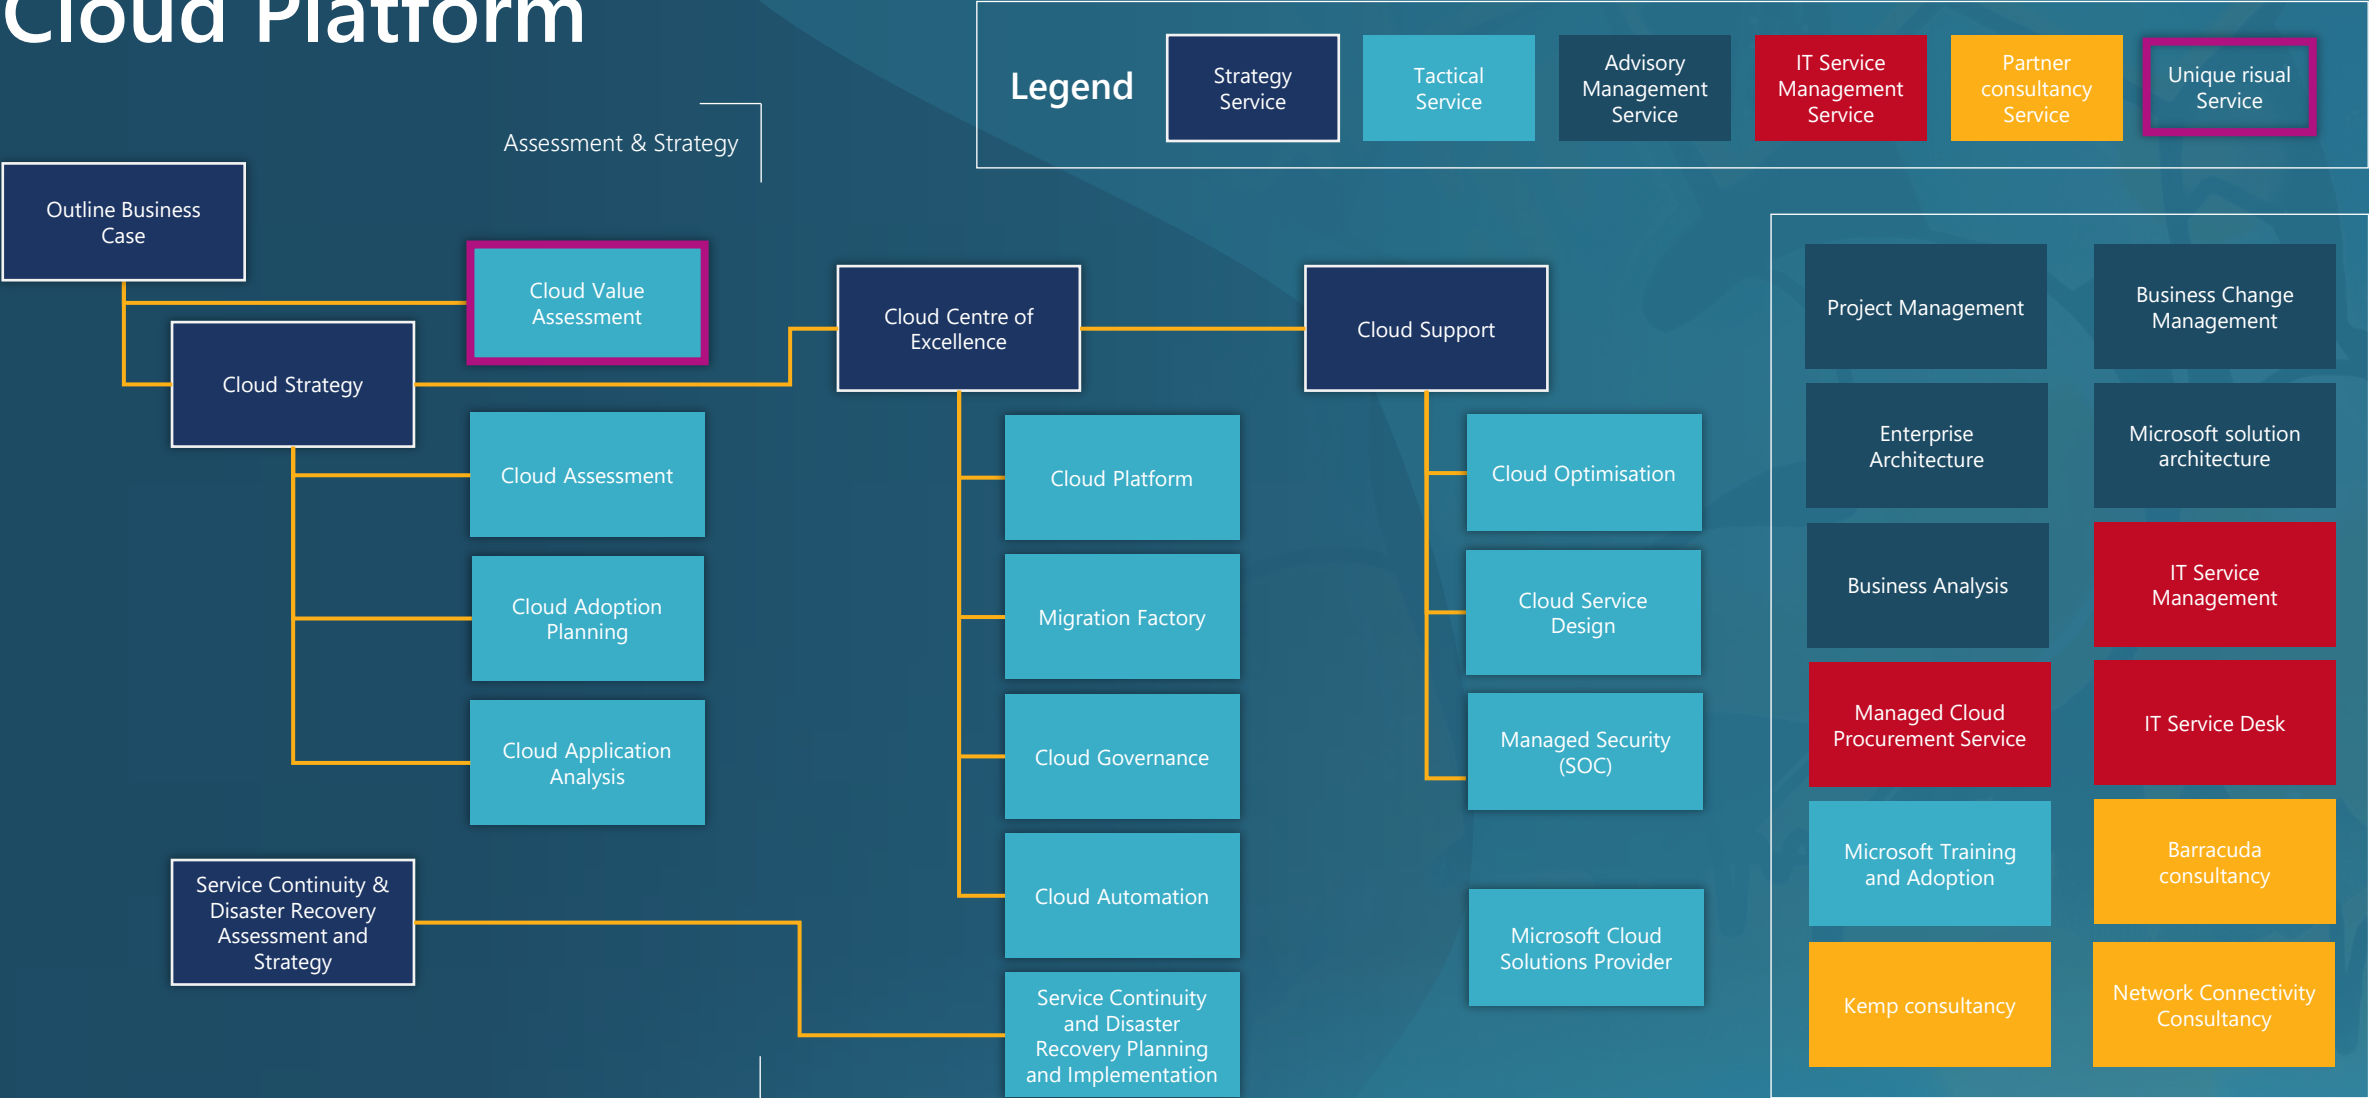 Cloud Platform
Legend
Strategy
Service
Tactical
Service
Advisory
Management
Service
IT Service
Management
Service
Partner
consultancy
Service
Unique risual
Service
Assessment & Strategy
Outline Business
Case
Cloud Value
Assessment
Cloud Strategy
Cloud Assessment
Cloud Adoption
Planning
Cloud Application
Analysis
Service Continuity &
Disaster Recovery
Assessment and
Strategy
Cloud Centre of
Excellence
Cloud Platform
Migration Factory
Cloud Governance
Cloud Automation
Service Continuity
and Disaster
Recovery Planning
and Implementation
Cloud Support
Cloud Optimisation
Cloud Service
Design
Managed Security
(SOC)
Microsoft Cloud
Solutions Provider
Project Management
Business Change
Management
Enterprise
Architecture
Microsoft solution
architecture
Business Analysis
IT Service
Management
Managed Cloud
Procurement Service
IT Service Desk
Microsoft Training
and Adoption
Barracuda
consultancy
Kemp consultancy
Network Connectivity
Consultancy